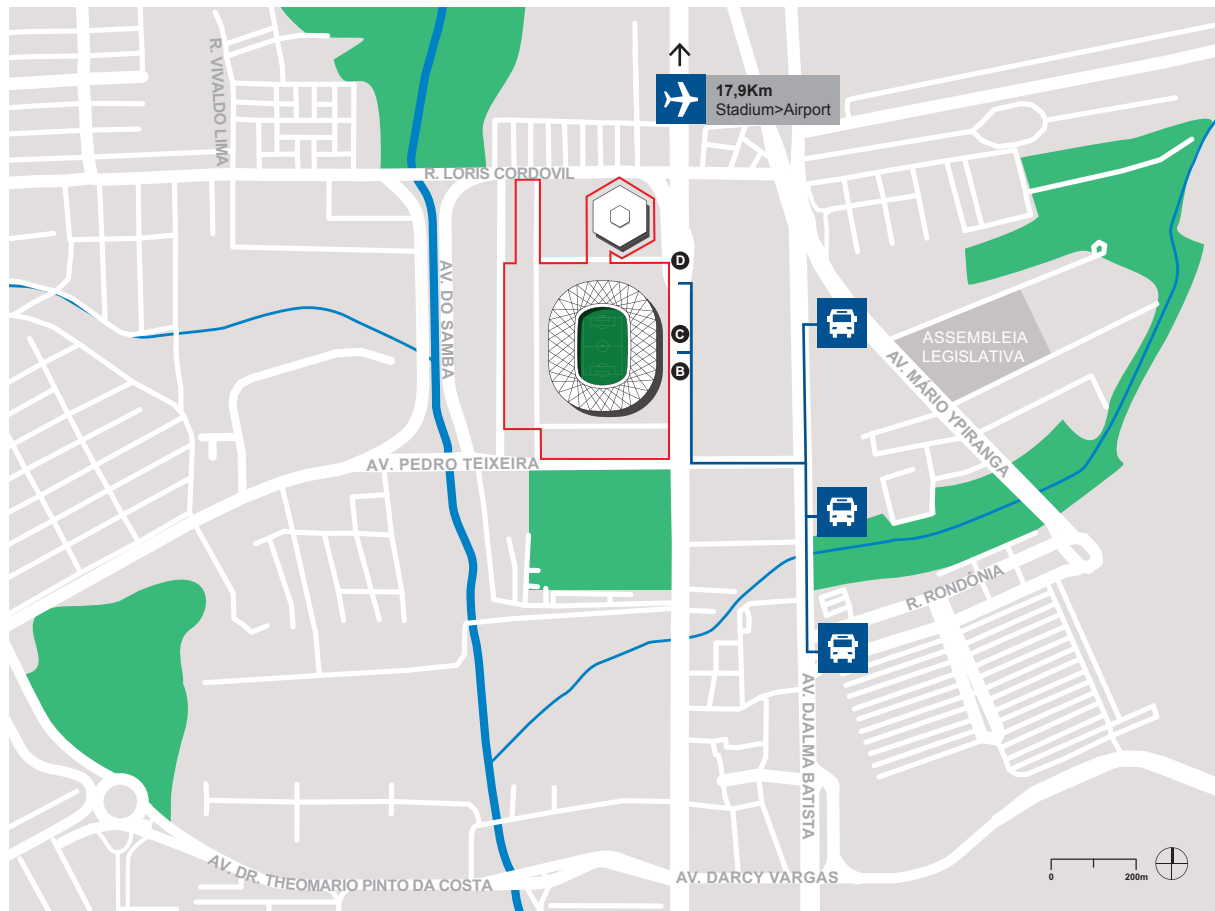 17,9Km
Stadium>Airport
R. VIVALDO LIMA
R. LORIS CORDOVIL
D
AV. DO SAMBA
C
B
ASSEMBLEIA
LEGISLATIVA
AV. MÁRIO YPIRANGA
AV. PEDRO TEIXEIRA
R. RONDÔNIA
AV. DJALMA BATISTA
AV. DR. THEOMARIO PINTO DA COSTA
AV. DARCY VARGAS
0 200m